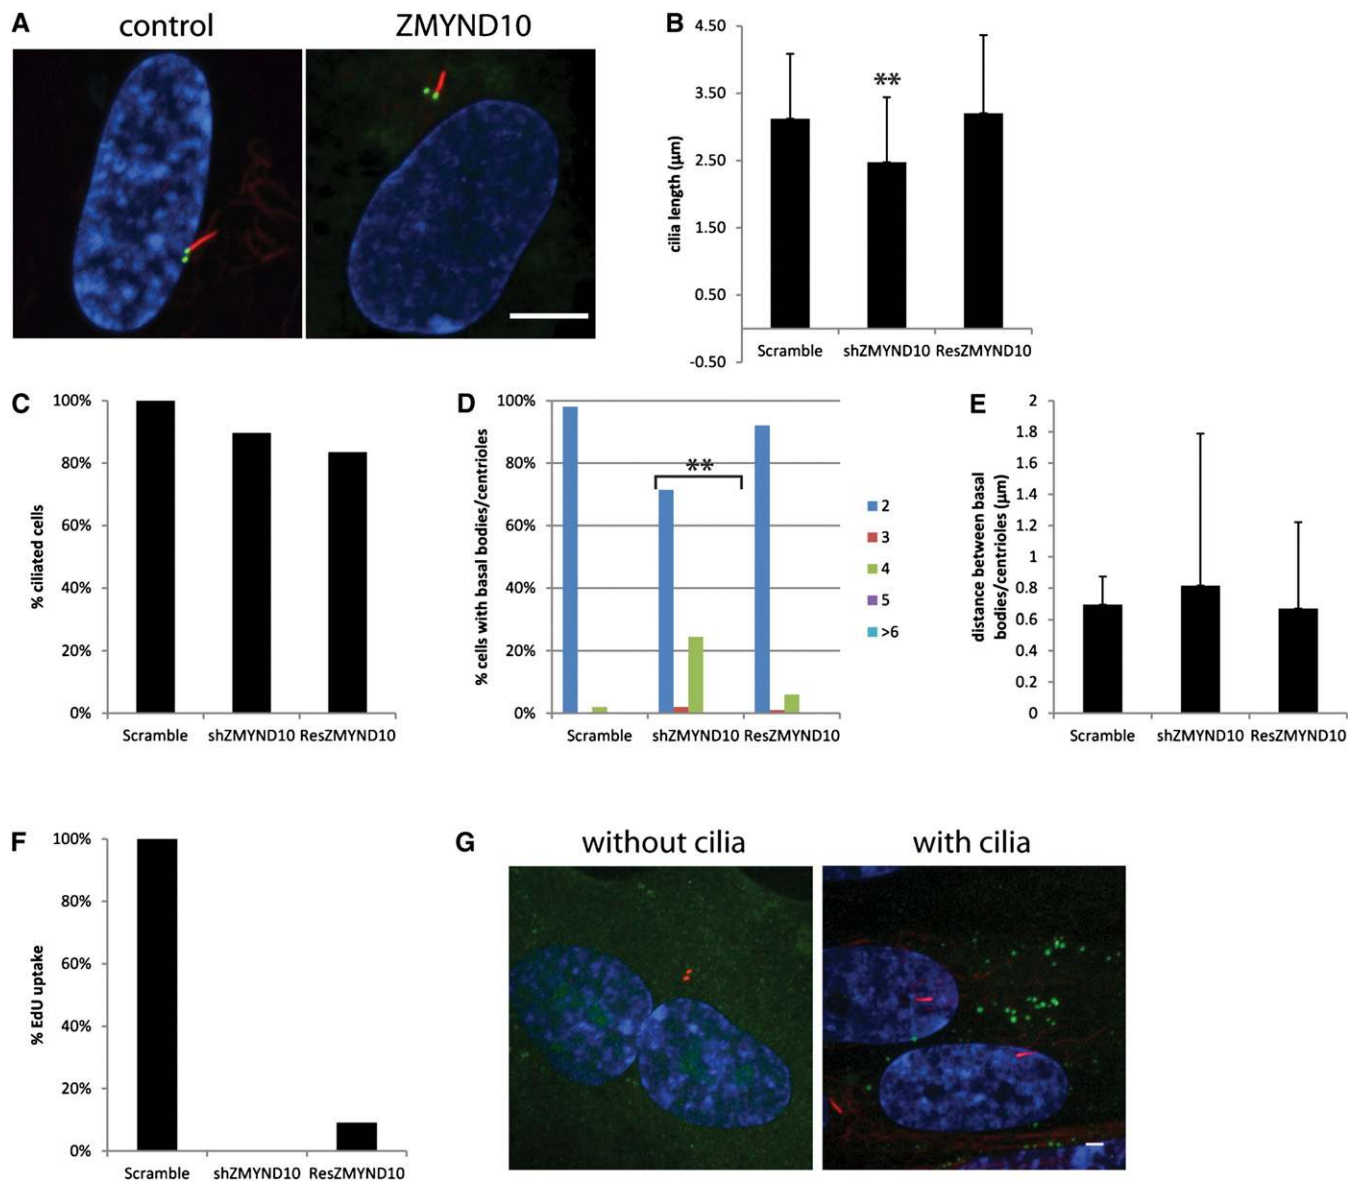 A control ZMYND10
B
4.50
3.50
2.50
1.50
0.50
-0.50
cilia length (µm)
**
Scramble shZMYND10 ResZMYND10
C
100%
80%
60%
40%
20%
0%
% ciliated cells
Scramble shZMYND10 ResZMYND10
D
100%
80%
60%
40%
20%
0%
% cells with basal bodies/centrioles
**
Scramble shZMYND10 ResZMYND10
2
3
4
5
>6
E
2
1.8
1.6
1.4
1.2
1
0.8
0.6
0.4
0.2
0
distance between basal
bodies/centrioles (µm)
Scramble shZMYND10 ResZMYND10
F
100%
80%
60%
40%
20%
0%
% EdU uptake
Scramble shZMYND10 ResZMYND10
G without cilia with cilia